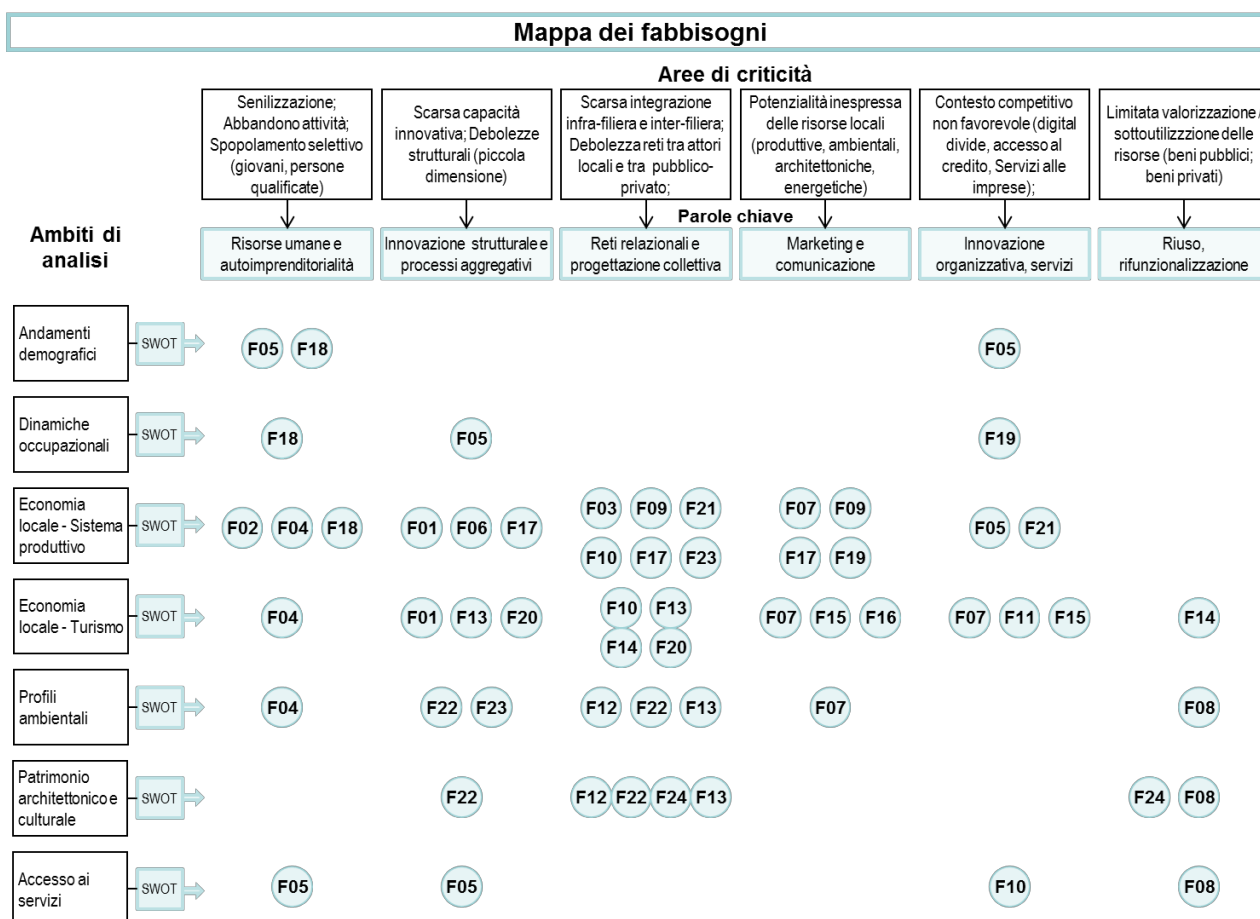 Mappa dei fabbisogni
Aree di criticità
Senilizzazione;
Abbandono attività;
Spopolamento selettivo
(giovani, persone
qualificate)
Scarsa capacità
innovativa; Debolezze
strutturali (piccola
dimensione)
Scarsa integrazione
infra-filiera e inter-filiera;
Debolezza reti tra attori
locali e tra pubblico-
privato;
Potenzialità inespressa
delle risorse locali
(produttive, ambientali,
architettoniche,
energetiche)
Contesto competitivo
non favorevole (digital
divide, accesso al
credito, Servizi alle
imprese);
Limitata valorizzazione /
sottoutilizzzione delle
risorse (beni pubblici;
beni privati)
Parole chiave
Ambiti di
analisi
Risorse umane e
autoimprenditorialità
Innovazione strutturale e
processi aggregativi
Reti relazionali e
progettazione collettiva
Marketing e
comunicazione
Innovazione
organizzativa, servizi
Riuso,
rifunzionalizzazione
Andamenti
demografici
SWOT
F05 F18 F05
Dinamiche
occupazionali
SWOT
F18 F05 F19
Economia
locale - Sistema
produttivo
SWOT
F02 F04 F18
F01 F06 F17
F03 F09 F21
F10 F17 F23
F07 F09
F17 F19
F05 F21
Economia
locale - Turismo
SWOT
F04
F01 F13 F20
F10 F13
F14 F20
F07 F15 F16
F07 F11 F15
F14
Profili
ambientali
SWOT
F04
F22 F23
F12 F22 F13
F07
F08
Patrimonio
architettonico e
culturale
SWOT
F22
F12 F22 F24 F13
F24 F08
Accesso ai
servizi
SWOT
F05
F05
F10
F08